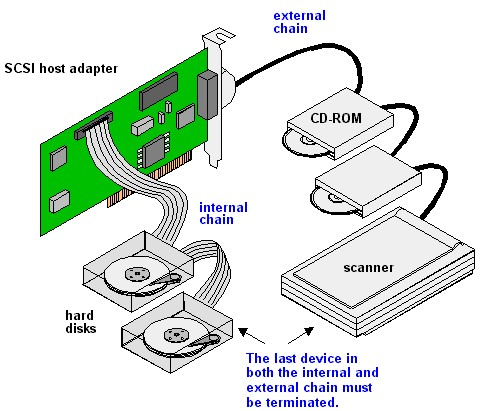 external
chain
SCSI host adapter
CD-ROM
internal
chain
scanner
hard
disks
The last device in
both the internal and
external chain must
be terminated.